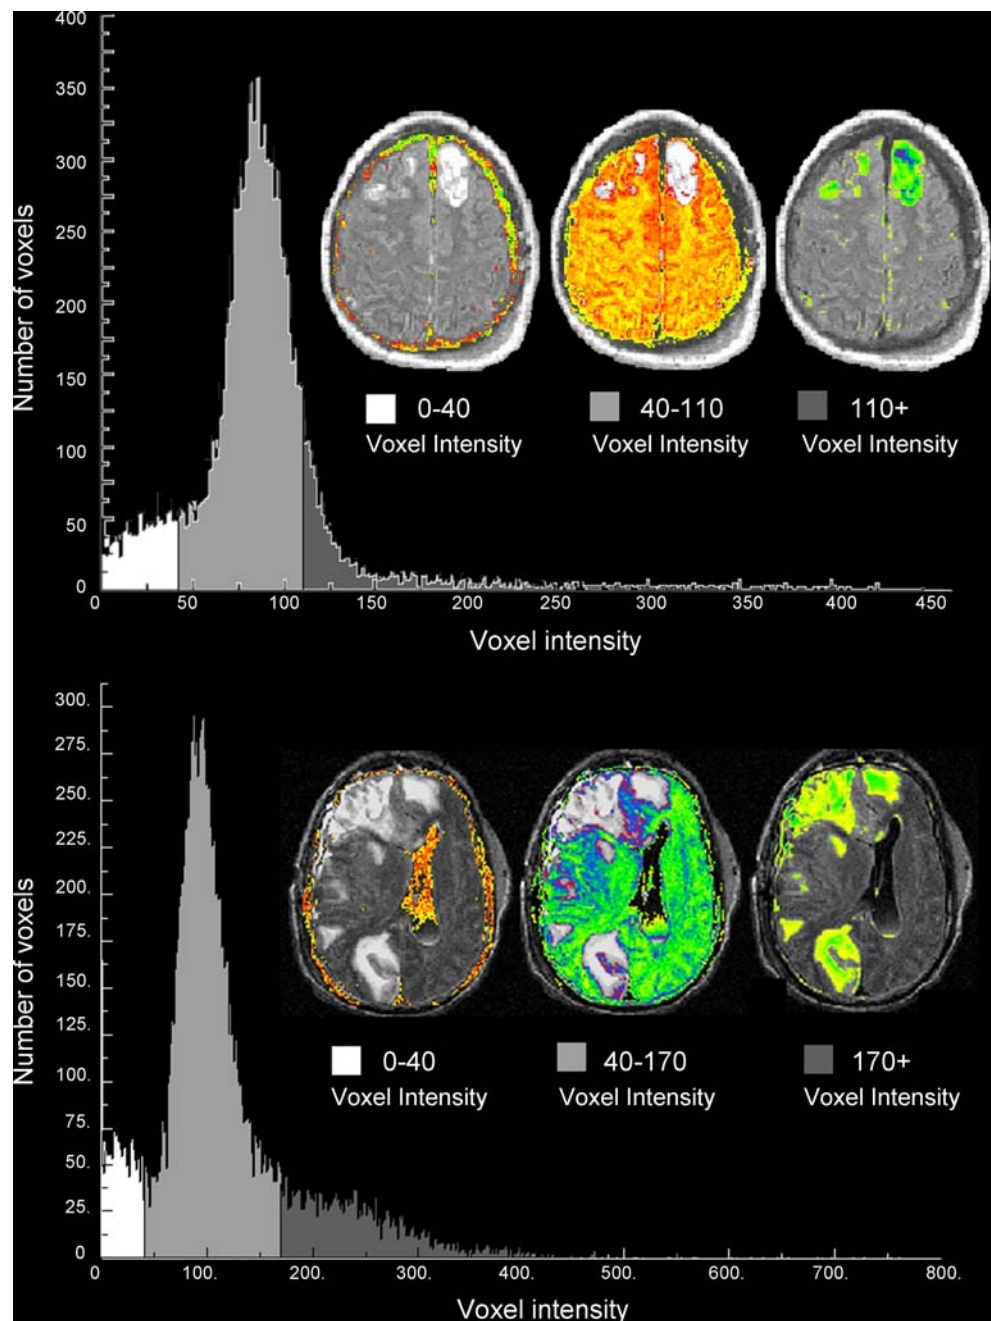 400
350
300
250
200
150
100
50
0
Number of voxels
0-40
Voxel Intensity
40-110
Voxel Intensity
110+
Voxel Intensity
0 50 100 150 200 250 300 350 400 450
Voxel intensity
300.
275.
250.
225.
200.
175.
150.
125.
100.
75.
50.
25.
0
Number of voxels
0-40
Voxel Intensity
40-170
Voxel Intensity
170+
Voxel Intensity
0 100. 200. 300. 400. 500. 600. 700. 800.
Voxel intensity